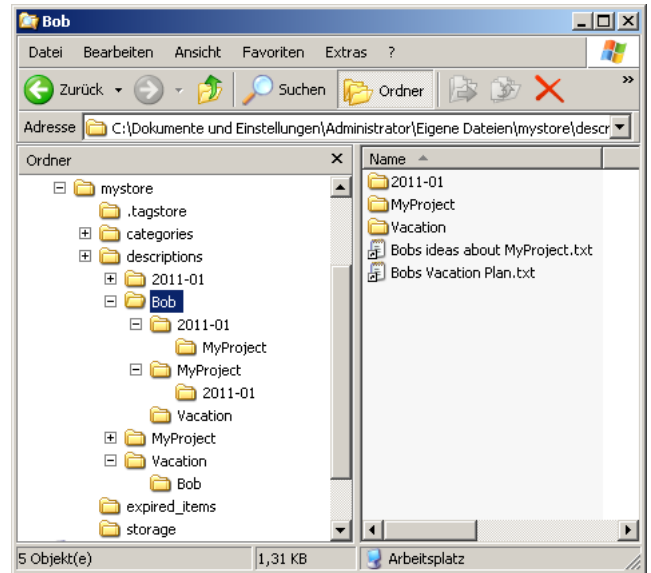 Bob
Datei Bearbeiten Ansicht Favoriten Extras ?
Zurück Suchen Ordner »
Adresse C:\Dokumente und Einstellungen\Administrator\Eigene Dateien\mystore\descr
Ordner x
mystore
.tagstore
categories
descriptions
2011-01
Bob
2011-01
MyProject
MyProject
2011-01
Vacation
MyProject
Vacation
Bob
expired_items
storage
Name
2011-01
MyProject
Vacation
Bobs ideas about MyProject.txt
Bobs Vacation Plan.txt
5 Objekt(e) 1,31 KB Arbeitsplatz